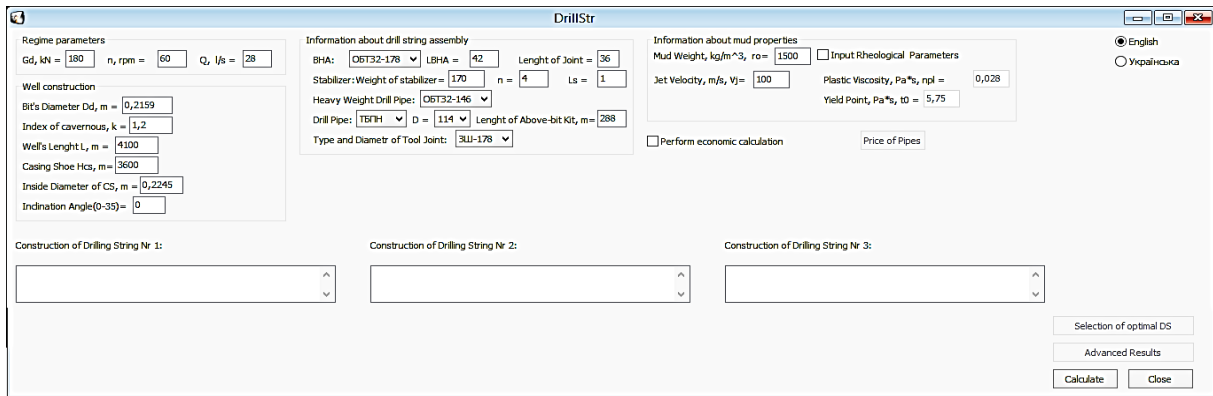 DrillStr
Regime parameters
Gd, kN = 180 n, rpm = 60 Q, l/s = 28
Well construction
Bit's Diameter Dd, m = 0,2159
Index of cavernous, k = 1,2
Well's Lenght L, m = 4100
Casing Shoe Hcs, m= 3600
Inside Diameter of CS, m = 0,2245
Indination Angle(0-35)= 0
Information about drill string assembly
BHA: ОБТ32-178 LBHA = 42 Lenght of Joint = 36
Stabilizer: Weight of stabilizer= 170 n = 4 Ls = 1
Heavy Weight Drill Pipe: ОБТ32-146
Drill Pipe: ТБПН D = 114 Lenght of Above-bit Kit, m= 288
Type and Diametr of Tool Joint: ЗШ-178
Information about mud properties
Mud Weight, kg/m^3, ro= 1500 Input Rheological Parameters
Jet Velocity, m/s, Vj= 100 Plastic Viscosity, Pa*s, npl = 0,028
Yield Point, Pa*s, t0 = 5,75
Perform economic calculation Price of Pipes
English
Українська
Construction of Drilling String Nr 1: Construction of Drilling String Nr 2: Construction of Drilling String Nr 3:
Selection of optimal DS
Advanced Results
Calculate Close